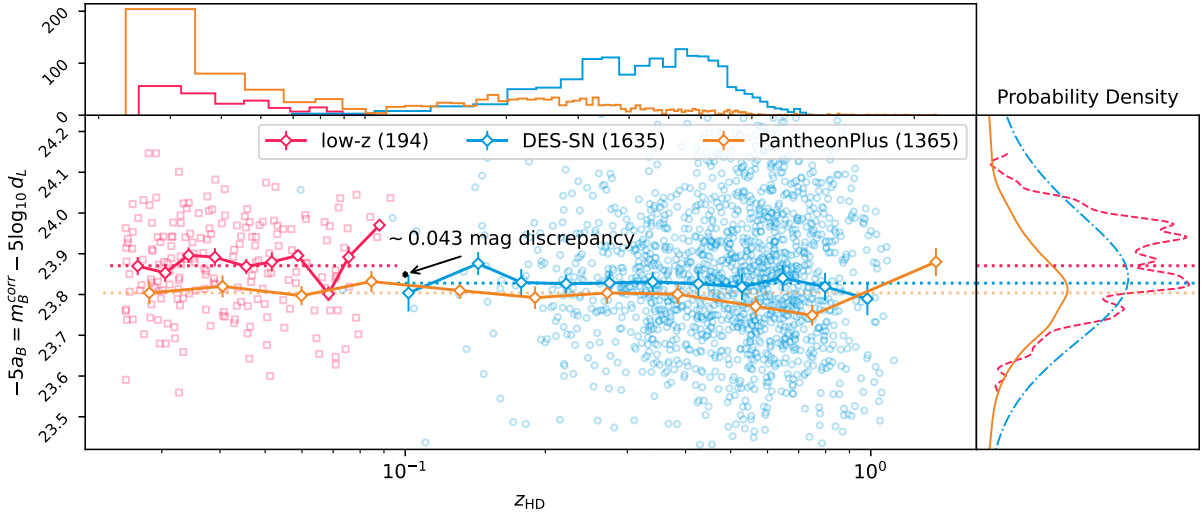 200
100
0
Probability Density
low-z (194)
DES-SN (1635)
PantheonPlus (1365)
24.2
24.1
24.0
23.9
23.8
23.7
23.6
23.5
−5a_B = m_B^{corr} − 5log₁₀ d_L
~ 0.043 mag discrepancy
10⁻¹
10⁰
z_HD